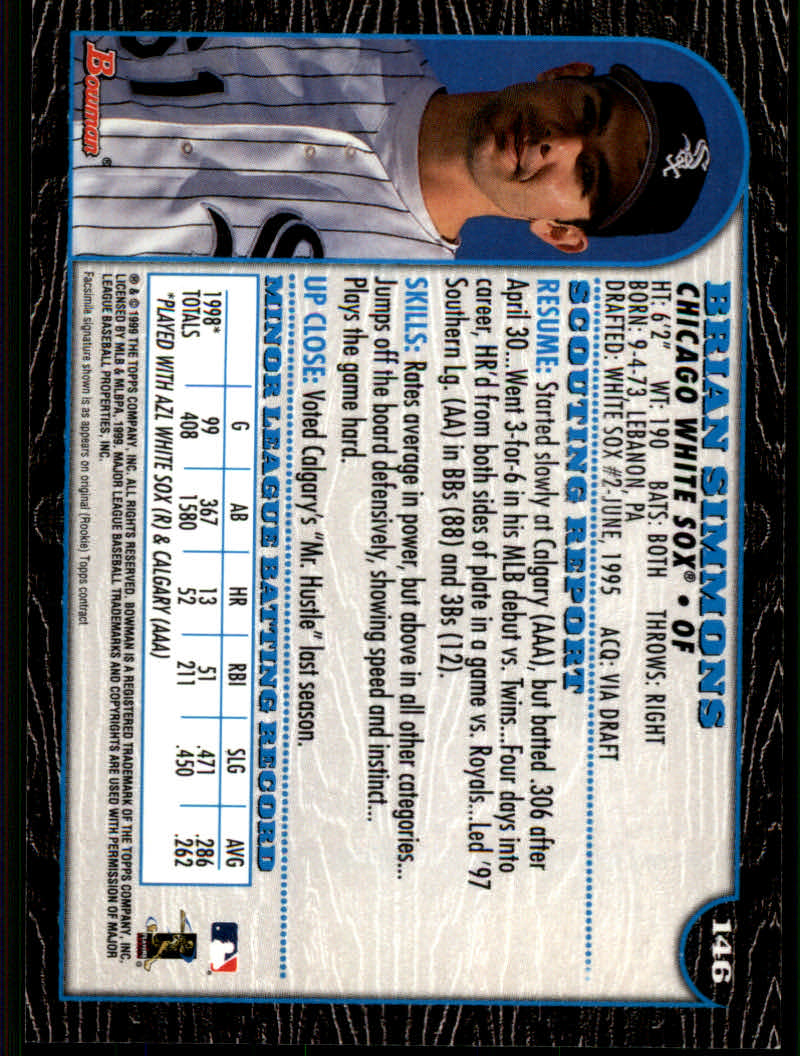 146
BRIAN SIMMONS
CHICAGO WHITE SOX® • OF
HT: 6'2" WT: 190 BATS: BOTH THROWS: RIGHT
BORN: 9-4-73, LEBANON, PA
DRAFTED: WHITE SOX #2-JUNE, 1995 ACQ: VIA DRAFT
SCOUTING REPORT
RESUME: Started slowly at Calgary (AAA), but batted .306 after
April 30...Went 3-for-6 in his MLB debut vs. Twins...Four days into
career, HR'd from both sides of plate in a game vs. Royals...Led '97
Southern Lg. (AA) in BBs (88) and 3Bs (12).
SKILLS: Rates average in power, but above in all other categories...
Jumps off the board defensively, showing speed and instinct...
Plays the game hard.
UP CLOSE: Voted Calgary's "Mr. Hustle" last season.
MINOR LEAGUE BATTING RECORD
G AB HR RBI SLG AVG
1998* 99 367 13 51 .471 .286
TOTALS 408 1580 52 211 .450 .262
*PLAYED WITH AZL WHITE SOX (R) & CALGARY (AAA)
® & © 1999 THE TOPPS COMPANY, INC. ALL RIGHTS RESERVED. BOWMAN IS A REGISTERED TRADEMARK OF THE TOPPS COMPANY, INC.
LICENSED BY MLB & MLBPA, 1999. MAJOR LEAGUE BASEBALL TRADEMARKS AND COPYRIGHTS ARE USED WITH PERMISSION OF MAJOR
LEAGUE BASEBALL PROPERTIES, INC.
Facsimile signature shown is as appears on original (Rookie) Topps contract
Bowman®
Sox
51